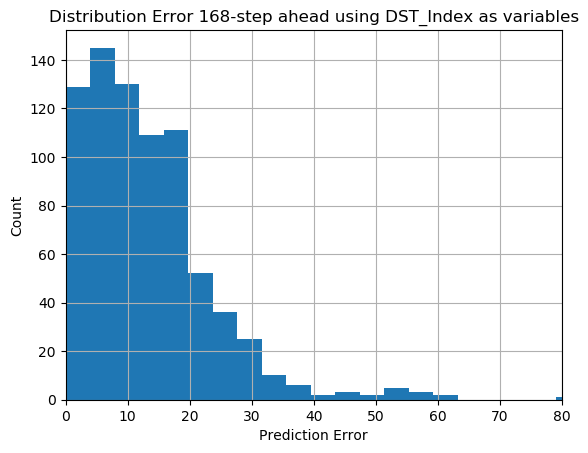 Distribution Error 168-step ahead using DST_Index as variables
140
120
100
80
60
40
20
0
Count
0 10 20 30 40 50 60 70 80
Prediction Error